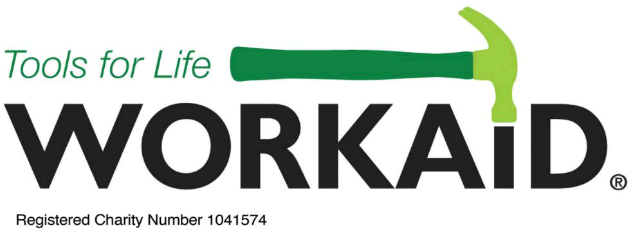 Tools for Life
WORKAiD®
Registered Charity Number 1041574